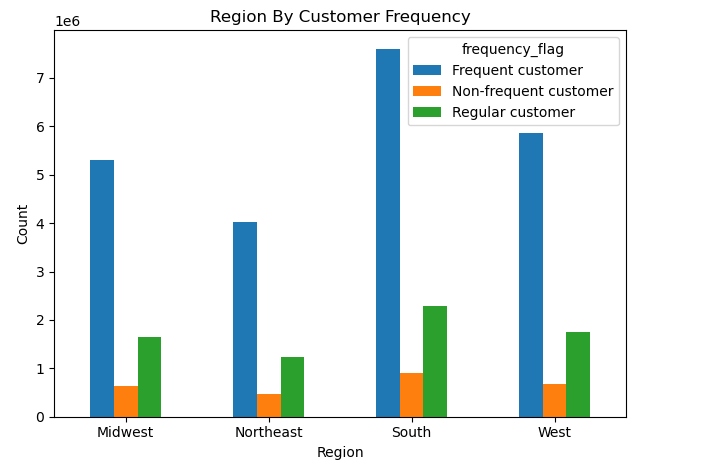 Region By Customer Frequency
1e6
frequency_flag
Frequent customer
Non-frequent customer
Regular customer
7
6
5
4
3
2
1
0
Count
Midwest Northeast South West
Region